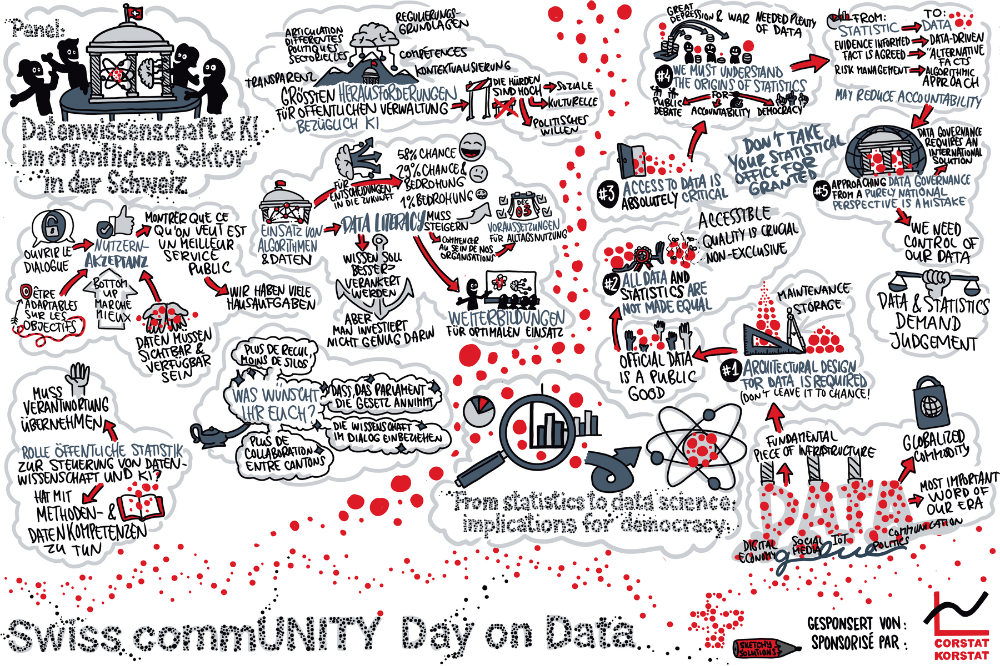 Panel:
Datenwissenschaft & KI
im öffentlichen Sektor
in der Schweiz
ARTICULATION
DIFFÉRENTES
POLITIQUES
SECTORIELLES
REGULIERUNGS-
GRUNDLAGEN
COMPÉTENCES
KONTEXTUALISIERUNG
TRANSPARENZ
GRÖSSTEN HERAUSFORDERUNGEN
FÜR ÖFFENTLICHEN VERWALTUNG
BEZÜGLICH KI
DIE HÜRDEN
SIND HOCH
SOZIALE
KULTURELLE
POLITISCHES
WILLEN
OUVRIR LE
DIALOGUE
NUTZERN-
AKZEPTANZ
MONTRER QUE CE
QU'ON VEUT EST
UN MEILLEUR
SERVICE
PUBLIC
WIR HABEN VIELE
HAUSAUFGABEN
ÊTRE
ADAPTABLES
SUR LES
OBJECTIFS
BOTTOM
UP
MARCHE
MIEUX
DATEN MÜSSEN
SICHTBAR &
VERFÜGBAR
SEIN
EINSATZ VON
ALGORITHMEN
& DATEN
FÜR
ENTSCHEIDUNGEN
IN DIE ZUKUNFT
58% CHANCE
29% CHANCE &
BEDROHUNG
1% BEDROHUNG
DATA LITERACY
MUSS
STEIGERN
COMMENCER
AU SEIN DE NOS
ORGANISATIONS
DEC
03
VORAUSSETZUNGEN
FÜR ALLTAGSNUTZUNG
WISSEN SOLL
BESSER
VERANKERT
WERDEN
ABER
MAN INVESTIERT
NICHT GENUG DARIN
WEITERBILDUNGEN
FÜR OPTIMALEN EINSATZ
MUSS
VERANTWORTUNG
ÜBERNEHMEN
ROLLE ÖFFENTLICHE STATISTIK
ZUR STEUERUNG VON DATEN-
WISSENSCHAFT UND KI?
HAT MIT
METHODEN- &
DATENKOMPETENZEN
ZU TUN
PLUS DE RECUL,
MOINS DE SILOS
WAS WÜNSCHT
IHR EUCH?
DASS, DAS PARLAMENT
DIE GESETZ ANNIMMT
DIE WISSENSCHAFT
IM DIALOG EINBEZIEHEN
PLUS DE
COLLABORATION
ENTRE CANTONS
From statistics to data science:
implications for democracy.
DATA
DIGITAL
ECONOMY
SOCIAL
MEDIA
IoT
POLITICS
COMMUNICATION
glue
MOST IMPORTANT
WORD OF
OUR ERA
GLOBALIZED
COMMODITY
FUNDAMENTAL
PIECE OF INFRASTRUCTURE
#1 ARCHITECTURAL DESIGN
FOR DATA IS REQUIRED
(DON'T LEAVE IT TO CHANCE!
MAINTENANCE
STORAGE
OFFICIAL DATA
IS A PUBLIC
GOOD
#2 ALL DATA AND
STATISTICS ARE
NOT MADE EQUAL
ACCESSIBLE
QUALITY IS CRUCIAL
NON-EXCLUSIVE
#3 ACCESS TO DATA IS
ABSOLUTELY CRITICAL
GREAT
DEPRESSION & WAR NEEDED PLENTY
OF DATA
#4 WE MUST UNDERSTAND
THE ORIGINS OF STATISTICS
FOR
PUBLIC
DEBATE
ACCOUNTABILITY
DEMOCRACY
DON'T TAKE
YOUR STATISTICAL
OFFICE FOR
GRANTED
FROM:
STATISTIC
TO:
DATA
EVIDENCE INFORMED
DATA-DRIVEN
FACT IS AGREED
"ALTERNATIVE
FACTS
RISK MANAGEMENT
ALGORITHMIC
APPROACH
MAY REDUCE ACCOUNTABILITY
DATA GOVERNANCE
REQUIRES AN
INTERNATIONAL
SOLUTION
#5 APPROACHING DATA GOVERNANCE
FROM A PURELY NATIONAL
PERSPECTIVE IS A MISTAKE
WE NEED
CONTROL OF
OUR DATA
DATA & STATISTICS
DEMAND
JUDGEMENT
Swiss commUNITY Day on Data
SKETCHY
SOLUTIONS
GESPONSERT VON:
SPONSORISÉ PAR:
CORSTAT
KORSTAT